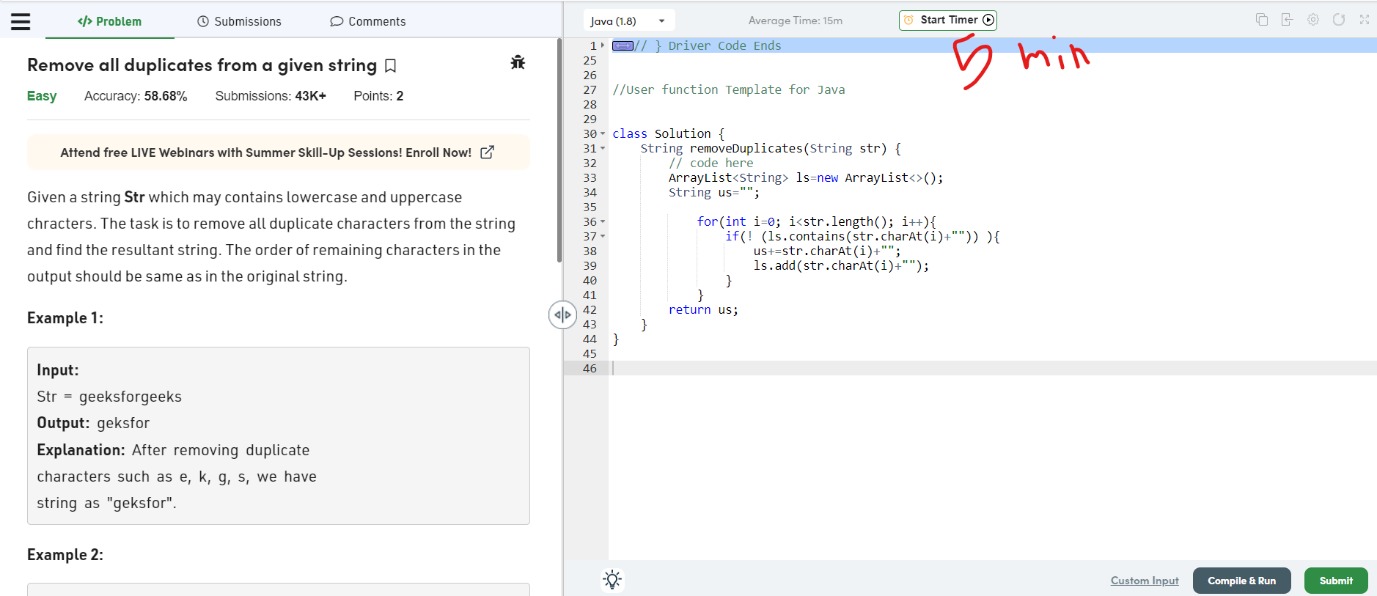 </> Problem
Submissions
Comments
Remove all duplicates from a given string
Easy Accuracy: 58.68% Submissions: 43K+ Points: 2
Attend free LIVE Webinars with Summer Skill-Up Sessions! Enroll Now!
Given a string Str which may contains lowercase and uppercase
chracters. The task is to remove all duplicate characters from the string
and find the resultant string. The order of remaining characters in the
output should be same as in the original string.
Example 1:
Input:
Str = geeksforgeeks
Output: geksfor
Explanation: After removing duplicate
characters such as e, k, g, s, we have
string as "geksfor".
Example 2:
Java (1.8)
Average Time: 15m
Start Timer
5 min
1 // } Driver Code Ends
25
26
27 //User function Template for Java
28
29
30 class Solution {
31 String removeDuplicates(String str) {
32 // code here
33 ArrayList<String> ls=new ArrayList<>();
34 String us="";
35
36 for(int i=0; i<str.length(); i++){
37 if(! (ls.contains(str.charAt(i)+"")) ){
38 us+=str.charAt(i)+"";
39 ls.add(str.charAt(i)+"");
40 }
41 }
42 return us;
43 }
44 }
45
46
Custom Input
Compile & Run
Submit